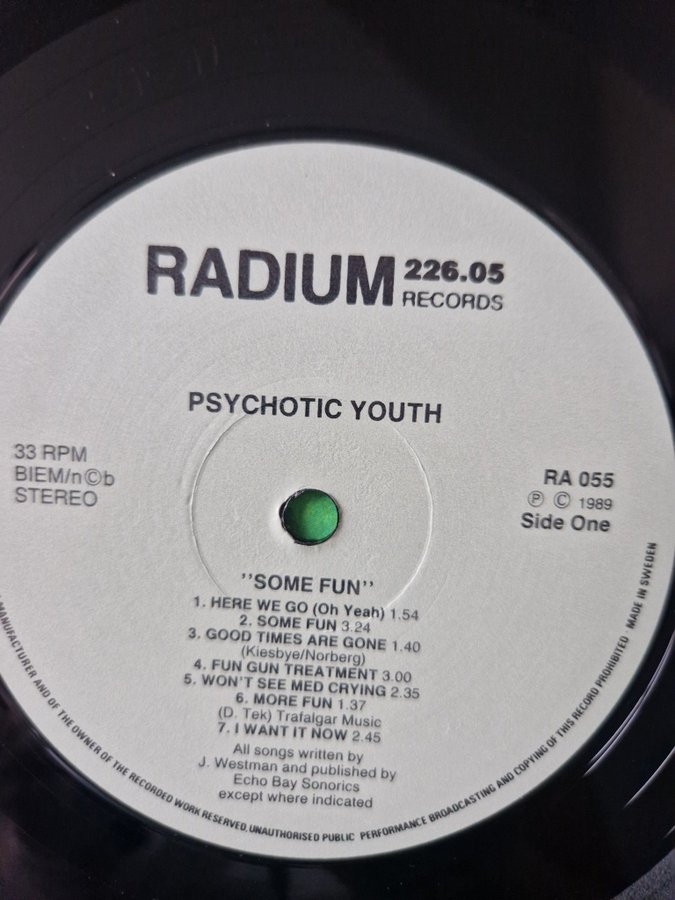 RADIUM 226.05
RECORDS
PSYCHOTIC YOUTH
33 RPM
BIEM/n©b
STEREO
RA 055
Ⓟ © 1989
Side One
''SOME FUN''
1. HERE WE GO (Oh Yeah) 1.54
2. SOME FUN 3.24
3. GOOD TIMES ARE GONE 1.40
(Kiesbye/Norberg)
4. FUN GUN TREATMENT 3.00
5. WON'T SEE MED CRYING 2.35
6. MORE FUN 1.37
(D. Tek) Trafalgar Music
7. I WANT IT NOW 2.45
All songs written by
J. Westman and published by
Echo Bay Sonorics
except where indicated
MANUFACTURER AND OF THE OWNER OF THE RECORDED WORK RESERVED. UNAUTHORISED PUBLIC PERFORMANCE BROADCASTING AND COPYING OF THIS RECORD PROHIBITED MADE IN SWEDEN